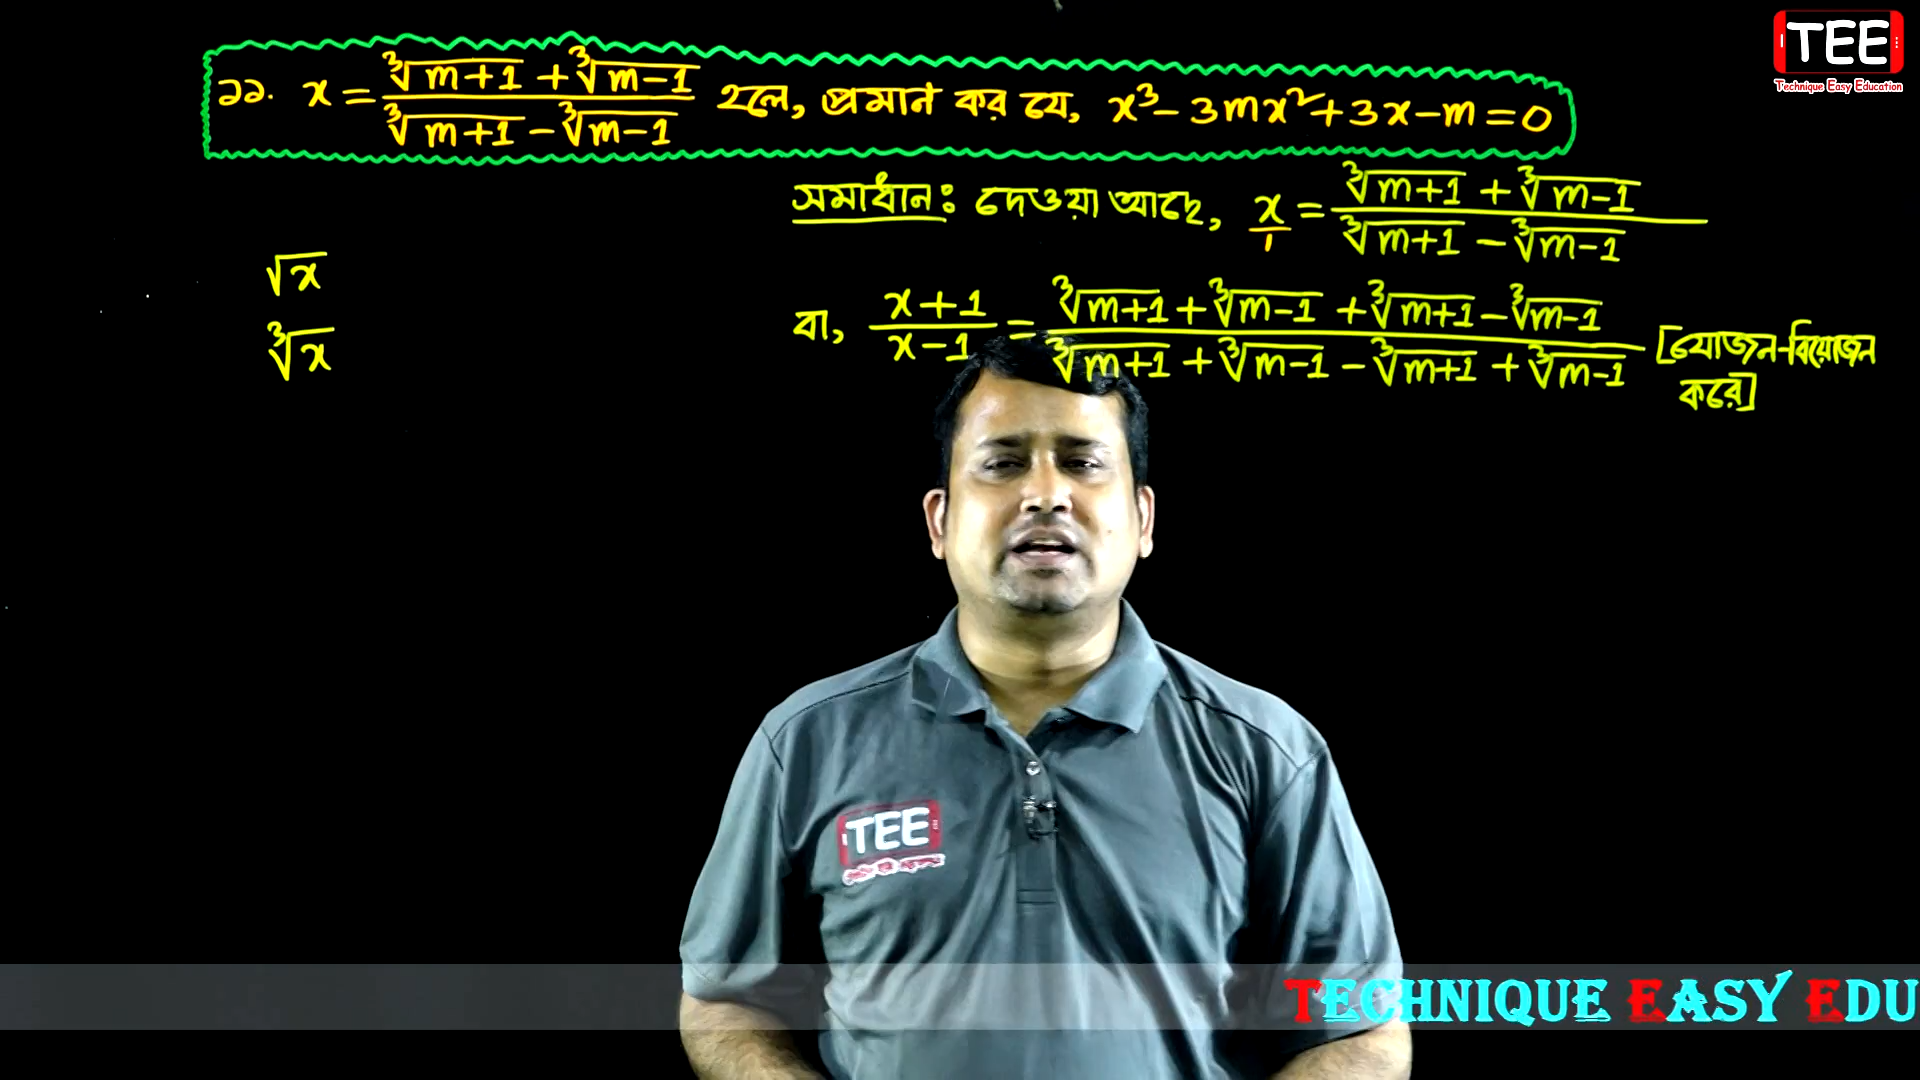 ১১. x = (∛(m+1) + ∛(m-1)) / (∛(m+1) - ∛(m-1)) হলে, প্রমান কর যে, x³ - 3mx² + 3x - m = 0
সমাধান: দেওয়া আছে, x/1 = (∛(m+1) + ∛(m-1)) / (∛(m+1) - ∛(m-1))
বা, (x+1)/(x-1) = (∛(m+1) + ∛(m-1) + ∛(m+1) - ∛(m-1)) / (∛(m+1) + ∛(m-1) - ∛(m+1) + ∛(m-1)) [যোজন-বিয়োজন
করে]
√x
∛x
TEE
Technique Easy Education
TEE
TECHNIQUE EASY EDU